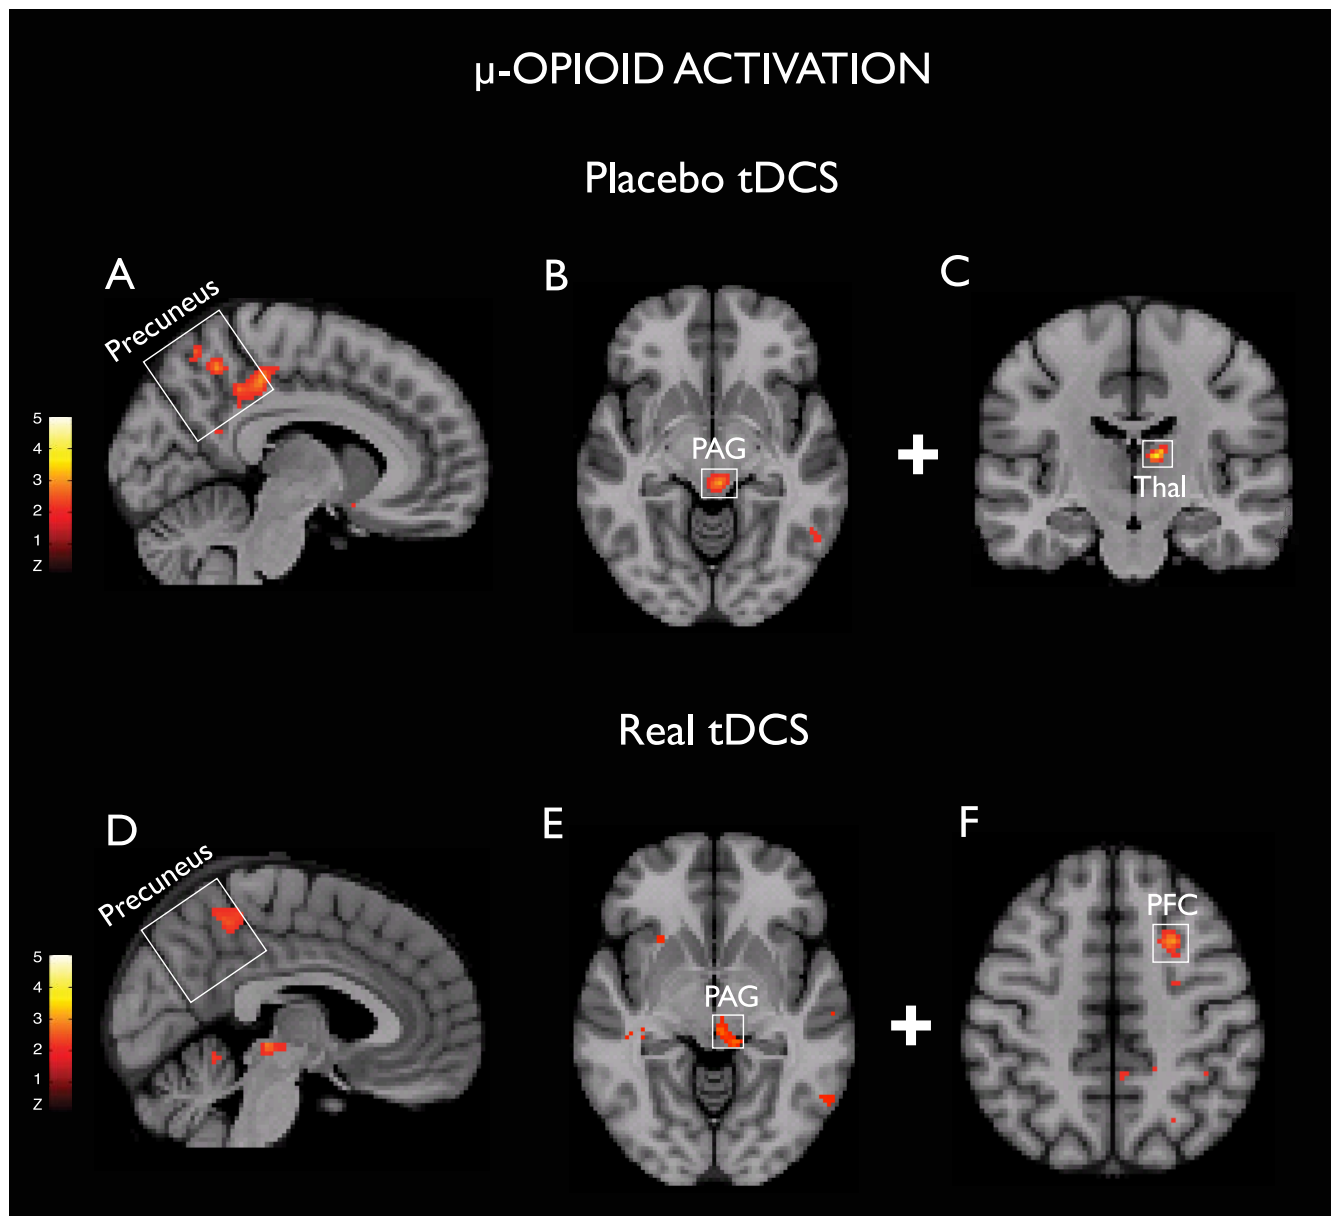 μ-OPIOID ACTIVATION
Placebo tDCS
A
B
C
Precuneus
PAG
Thal
5
4
3
2
1
Z
Real tDCS
D
E
F
Precuneus
PAG
PFC
5
4
3
2
1
Z